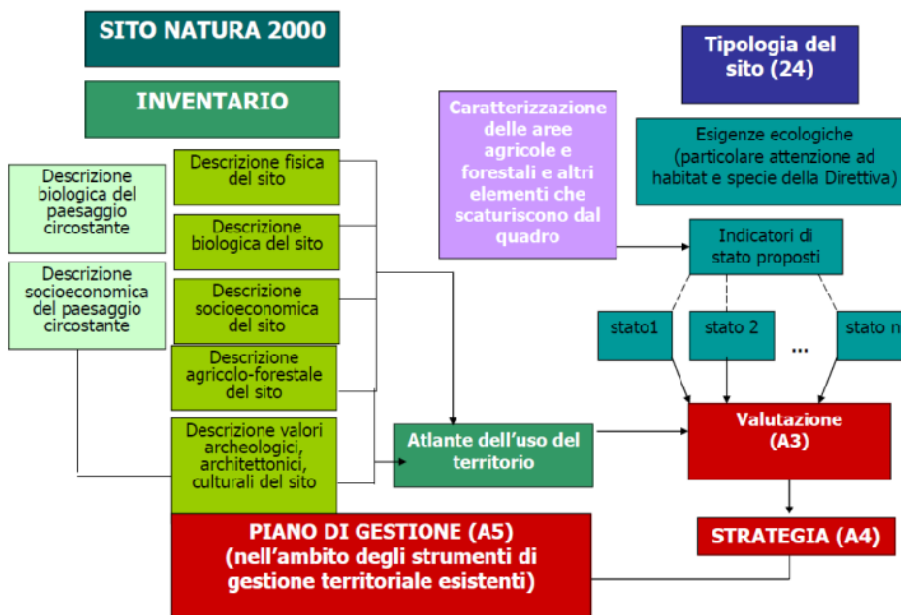 SITO NATURA 2000
INVENTARIO
Descrizione
biologica del
paesaggio
circostante
Descrizione
socioeconomica
del paesaggio
circostante
Descrizione fisica
del sito
Descrizione
biologica del sito
Descrizione
socioeconomica
del sito
Descrizione
agricolo-forestale
del sito
Descrizione valori
archeologici,
architettonici,
culturali del sito
Atlante dell'uso del
territorio
Caratterizzazione
delle aree
agricole e
forestali e altri
elementi che
scaturiscono dal
quadro
Tipologia del
sito (24)
Esigenze ecologiche
(particolare attenzione ad
habitat e specie della Direttiva)
Indicatori di
stato proposti
stato1
stato 2
...
stato n
Valutazione
(A3)
STRATEGIA (A4)
PIANO DI GESTIONE (A5)
(nell'ambito degli strumenti di
gestione territoriale esistenti)